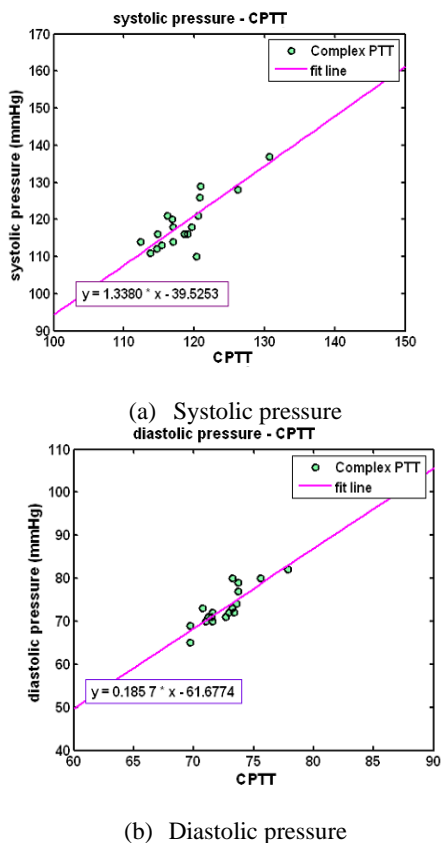 systolic pressure - CPTT
170
160
150
140
130
120
110
100
90
systolic pressure (mmHg)
Complex PTT
fit line
y = 1.3380 * x - 39.5253
100 110 120 130 140 150
CPTT
(a) Systolic pressure
diastolic pressure - CPTT
110
100
90
80
70
60
50
40
diastolic pressure (mmHg)
Complex PTT
fit line
y = 0.185 7 * x - 61.6774
60 65 70 75 80 85 90
CPTT
(b) Diastolic pressure